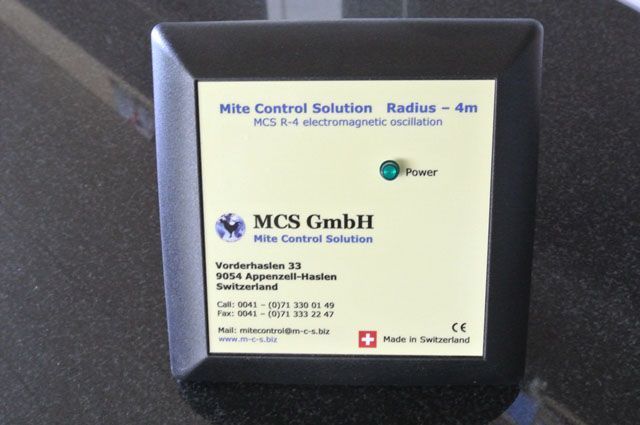 Mite Control Solution Radius – 4m
MCS R-4 electromagnetic oscillation
Power
MCS GmbH
Mite Control Solution
Vorderhaslen 33
9054 Appenzell-Haslen
Switzerland
Call: 0041 – (0)71 330 01 49
Fax: 0041 – (0)71 333 22 47
Mail: mitecontrol@m-c-s.biz
www.m-c-s.biz
CE
Made in Switzerland